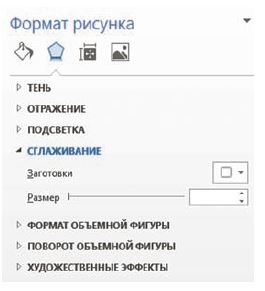 Формат рисунка
ТЕНЬ
ОТРАЖЕНИЕ
ПОДСВЕТКА
СГЛАЖИВАНИЕ
Заготовки
Размер
ФОРМАТ ОБЪЕМНОЙ ФИГУРЫ
ПОВОРОТ ОБЪЕМНОЙ ФИГУРЫ
ХУДОЖЕСТВЕННЫЕ ЭФФЕКТЫ